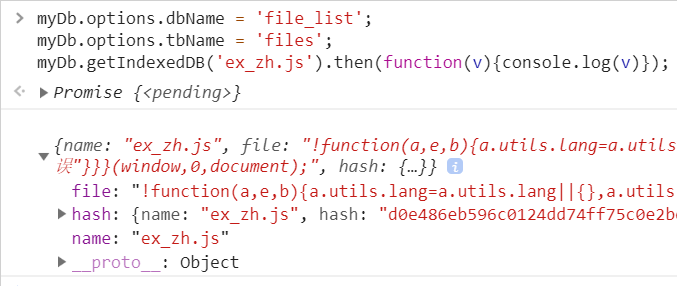 myDb.options.dbName = 'file_list';
myDb.options.tbName = 'files';
myDb.getIndexedDB('ex_zh.js').then(function(v){console.log(v)});
Promise {<pending>}
{name: "ex_zh.js", file: "!function(a,e,b){a.utils.lang=a.utils
误"}}}(window,0,document);", hash: {…}} i
file: "!function(a,e,b){a.utils.lang=a.utils.lang||{},a.utils
hash: {name: "ex_zh.js", hash: "d0e486eb596c0124dd74ff75c0e2b
name: "ex_zh.js"
__proto__: Object